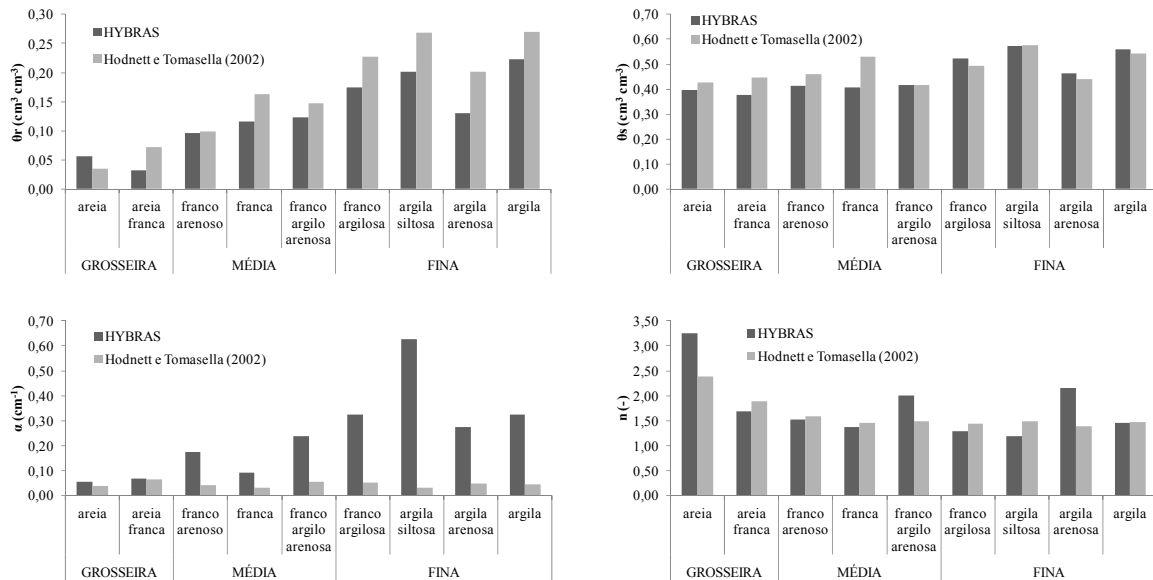 0,30
0,25
0,20
0,15
0,10
0,05
0,00
θr (cm³ cm⁻³)
HYBRAS
Hodnett e Tomasella (2002)
areia
areia franca
franco arenoso
franca
franco argilo arenosa
franco argilosa
argila siltosa
argila arenosa
argila
GROSSEIRA
MÉDIA
FINA
0,70
0,60
0,50
0,40
0,30
0,20
0,10
0,00
θs (cm³ cm⁻³)
HYBRAS
Hodnett e Tomasella (2002)
areia
areia franca
franco arenoso
franca
franco argilo arenosa
franco argilosa
argila siltosa
argila arenosa
argila
GROSSEIRA
MÉDIA
FINA
0,70
0,60
0,50
0,40
0,30
0,20
0,10
0,00
α (cm⁻¹)
HYBRAS
Hodnett e Tomasella (2002)
areia
areia franca
franco arenoso
franca
franco argilo arenosa
franco argilosa
argila siltosa
argila arenosa
argila
GROSSEIRA
MÉDIA
FINA
3,50
3,00
2,50
2,00
1,50
1,00
0,50
0,00
n (-)
HYBRAS
Hodnett e Tomasella (2002)
areia
areia franca
franco arenoso
franca
franco argilo arenosa
franco argilosa
argila siltosa
argila arenosa
argila
GROSSEIRA
MÉDIA
FINA